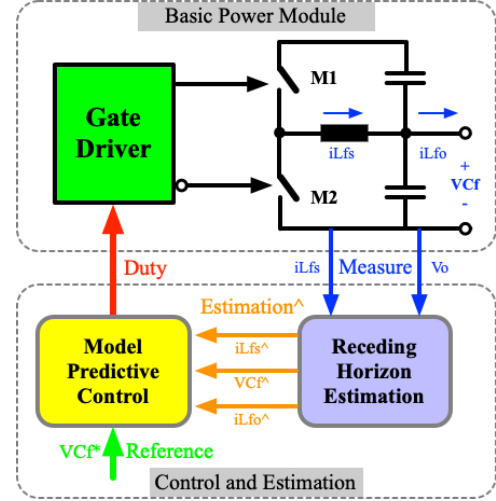 Basic Power Module
Gate
Driver
M1
M2
iLfs
iLfo
+
VCf
-
Duty
iLfs
Measure
Vo
Estimation^
iLfs^
VCf^
iLfo^
Model
Predictive
Control
Receding
Horizon
Estimation
VCf*
Reference
Control and Estimation